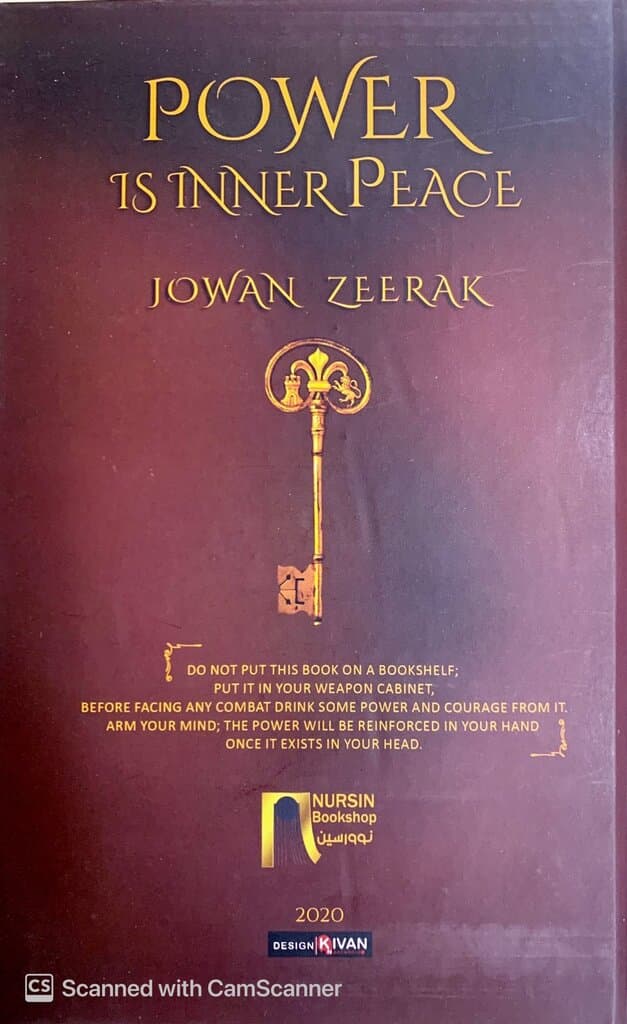 POWER
IS INNER PEACE
JOWAN ZEERAK
DO NOT PUT THIS BOOK ON A BOOKSHELF;
PUT IT IN YOUR WEAPON CABINET,
BEFORE FACING ANY COMBAT DRINK SOME POWER AND COURAGE FROM IT.
ARM YOUR MIND; THE POWER WILL BE REINFORCED IN YOUR HAND
ONCE IT EXISTS IN YOUR HEAD.
NURSIN
Bookshop
نوورسین
2020
DESIGN KIVAN
CS Scanned with CamScanner